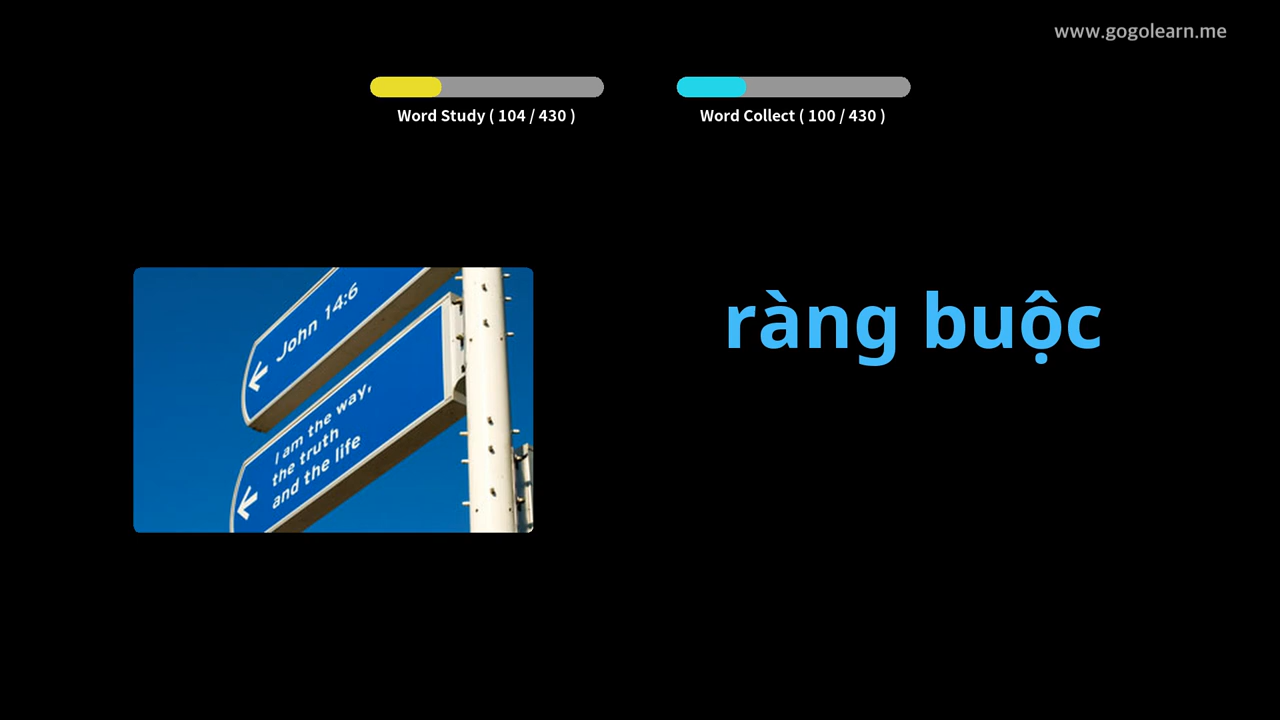 www.gogolearn.me
Word Study ( 104 / 430 )
Word Collect ( 100 / 430 )
John 14:6
I am the way,
the truth
and the life
ràng buộc